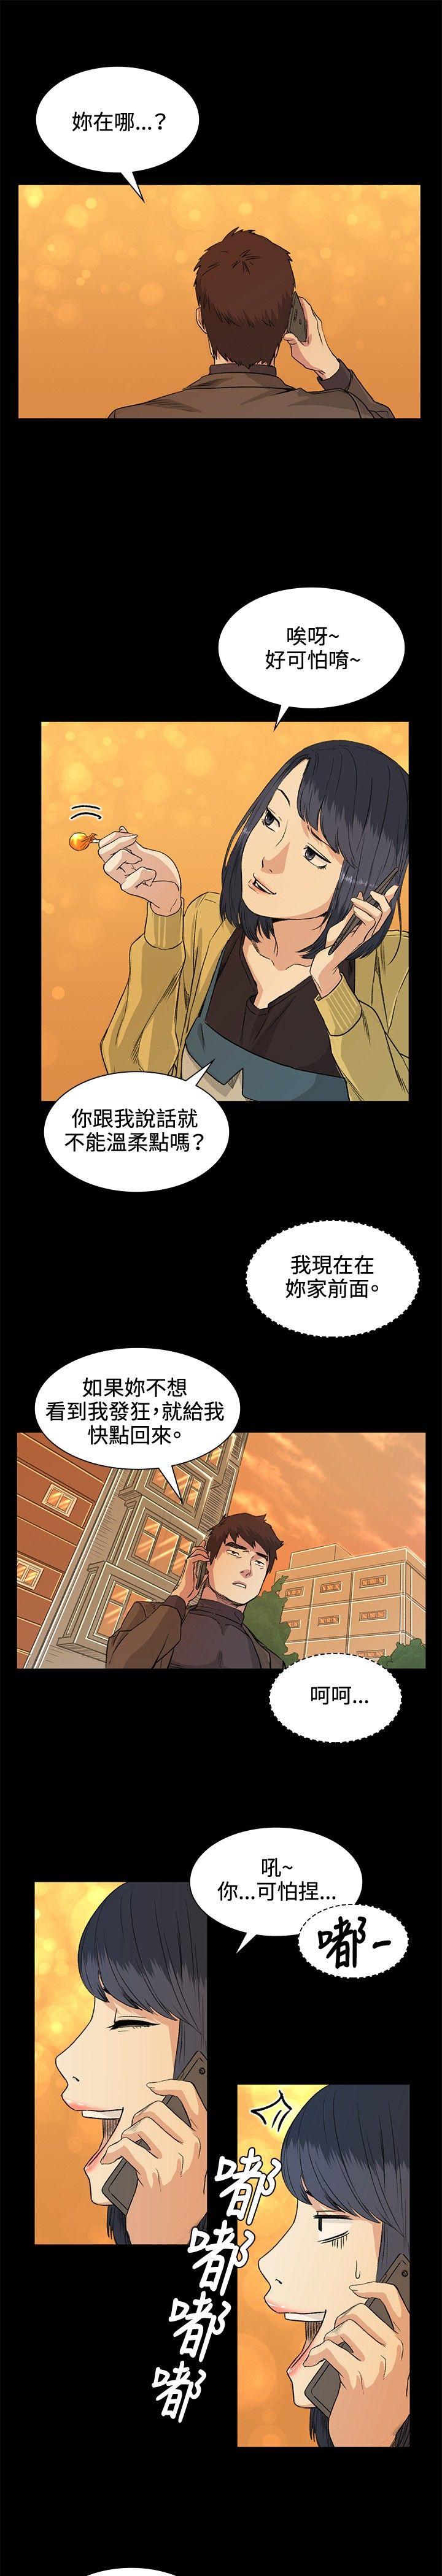 妳在哪…？
唉呀~
好可怕唷~
你跟我說話就
不能溫柔點嗎？
我現在在
妳家前面。
如果妳不想
看到我發狂，就給我
快點回來。
呵呵…
吼~
你…可怕捏…
嘟-
嘟
嘟
嘟
嘟